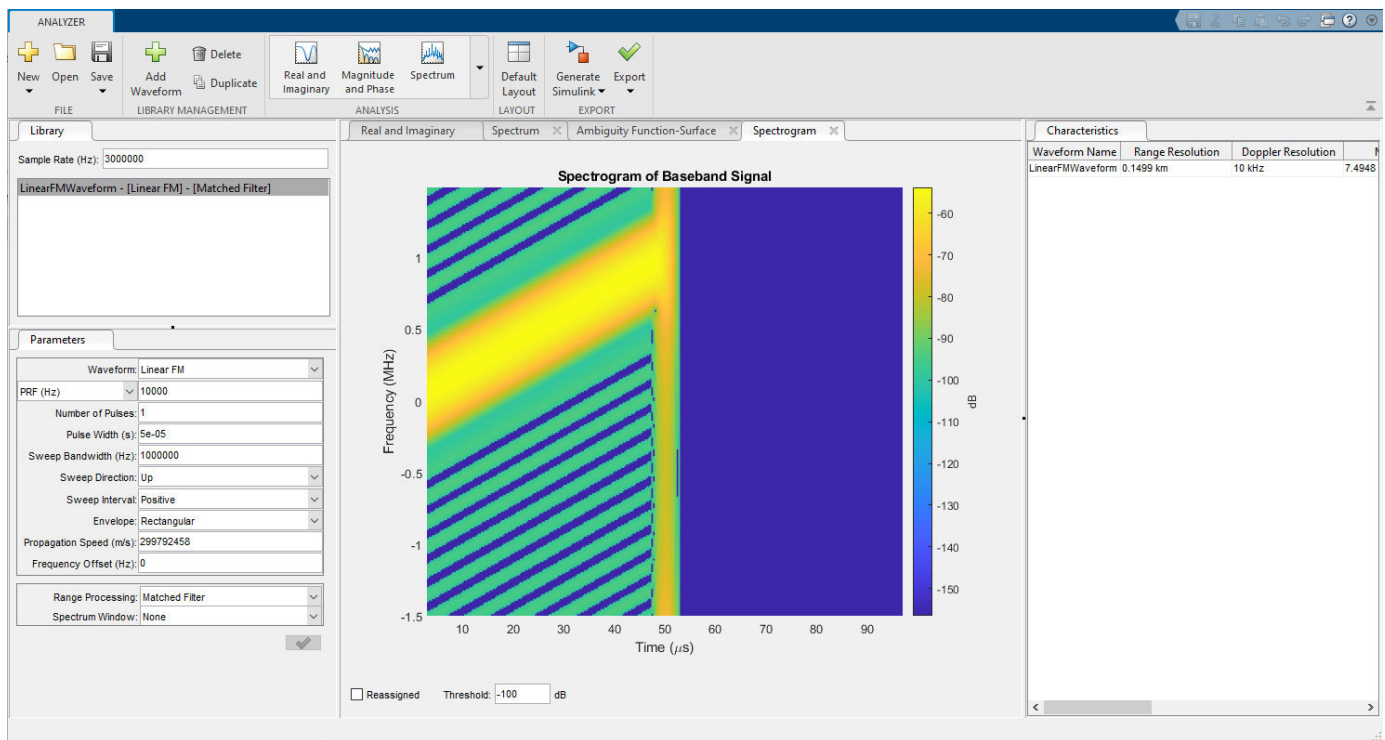 ANALYZER
New
Open
Save
Add Waveform
Delete
Duplicate
Real and Imaginary
Magnitude and Phase
Spectrum
Default Layout
Generate Simulink
Export
FILE
LIBRARY MANAGEMENT
ANALYSIS
LAYOUT
EXPORT
Library
Sample Rate (Hz): 3000000
LinearFMWaveform - [Linear FM] - [Matched Filter]
Parameters
Waveform: Linear FM
PRF (Hz) 10000
Number of Pulses: 1
Pulse Width (s): 5e-05
Sweep Bandwidth (Hz): 1000000
Sweep Direction: Up
Sweep Interval: Positive
Envelope: Rectangular
Propagation Speed (m/s): 299792458
Frequency Offset (Hz): 0
Range Processing: Matched Filter
Spectrum Window: None
Real and Imaginary
Spectrum
Ambiguity Function-Surface
Spectrogram
Spectrogram of Baseband Signal
Frequency (MHz)
1
0.5
0
-0.5
-1
-1.5
10 20 30 40 50 60 70 80 90
Time (μs)
-60
-70
-80
-90
-100
-110
-120
-130
-140
-150
dB
Reassigned Threshold: -100 dB
Characteristics
Waveform Name Range Resolution Doppler Resolution
LinearFMWaveform 0.1499 km 10 kHz 7.4948